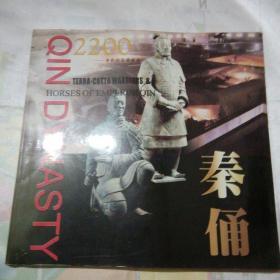 2200
TERRA-COTTA WARRIORS &
HORSES OF EMPEROR QIN
QIN DYNASTY
秦
俑